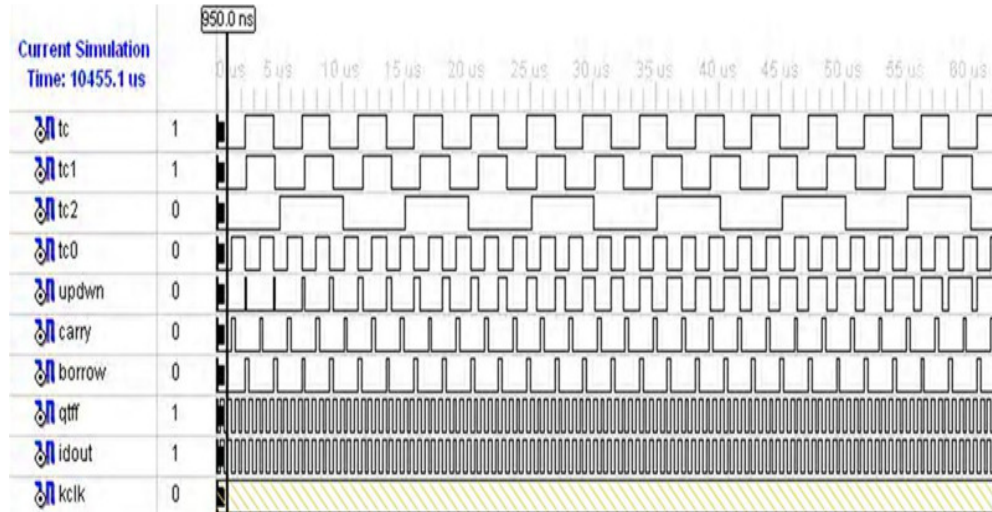 950.0 ns
Current Simulation
Time: 10455.1 us
0 us 5 us 10 us 15 us 20 us 25 us 30 us 35 us 40 us 45 us 50 us 55 us 60 us
tc 1
tc1 1
tc2 0
tc0 0
updwn 0
carry 0
borrow 0
qtff 1
idout 1
kclk 0